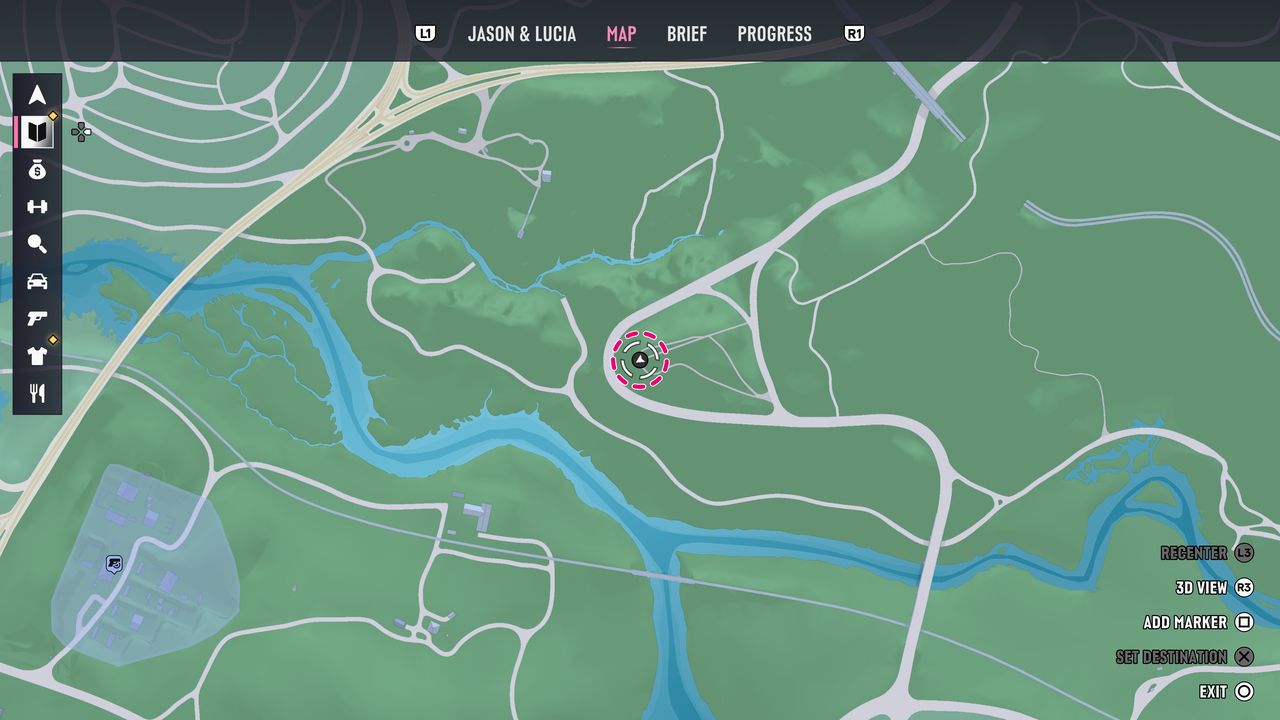 L1 JASON & LUCIA MAP BRIEF PROGRESS R1
RECENTER L3
3D VIEW R3
ADD MARKER
SET DESTINATION
EXIT